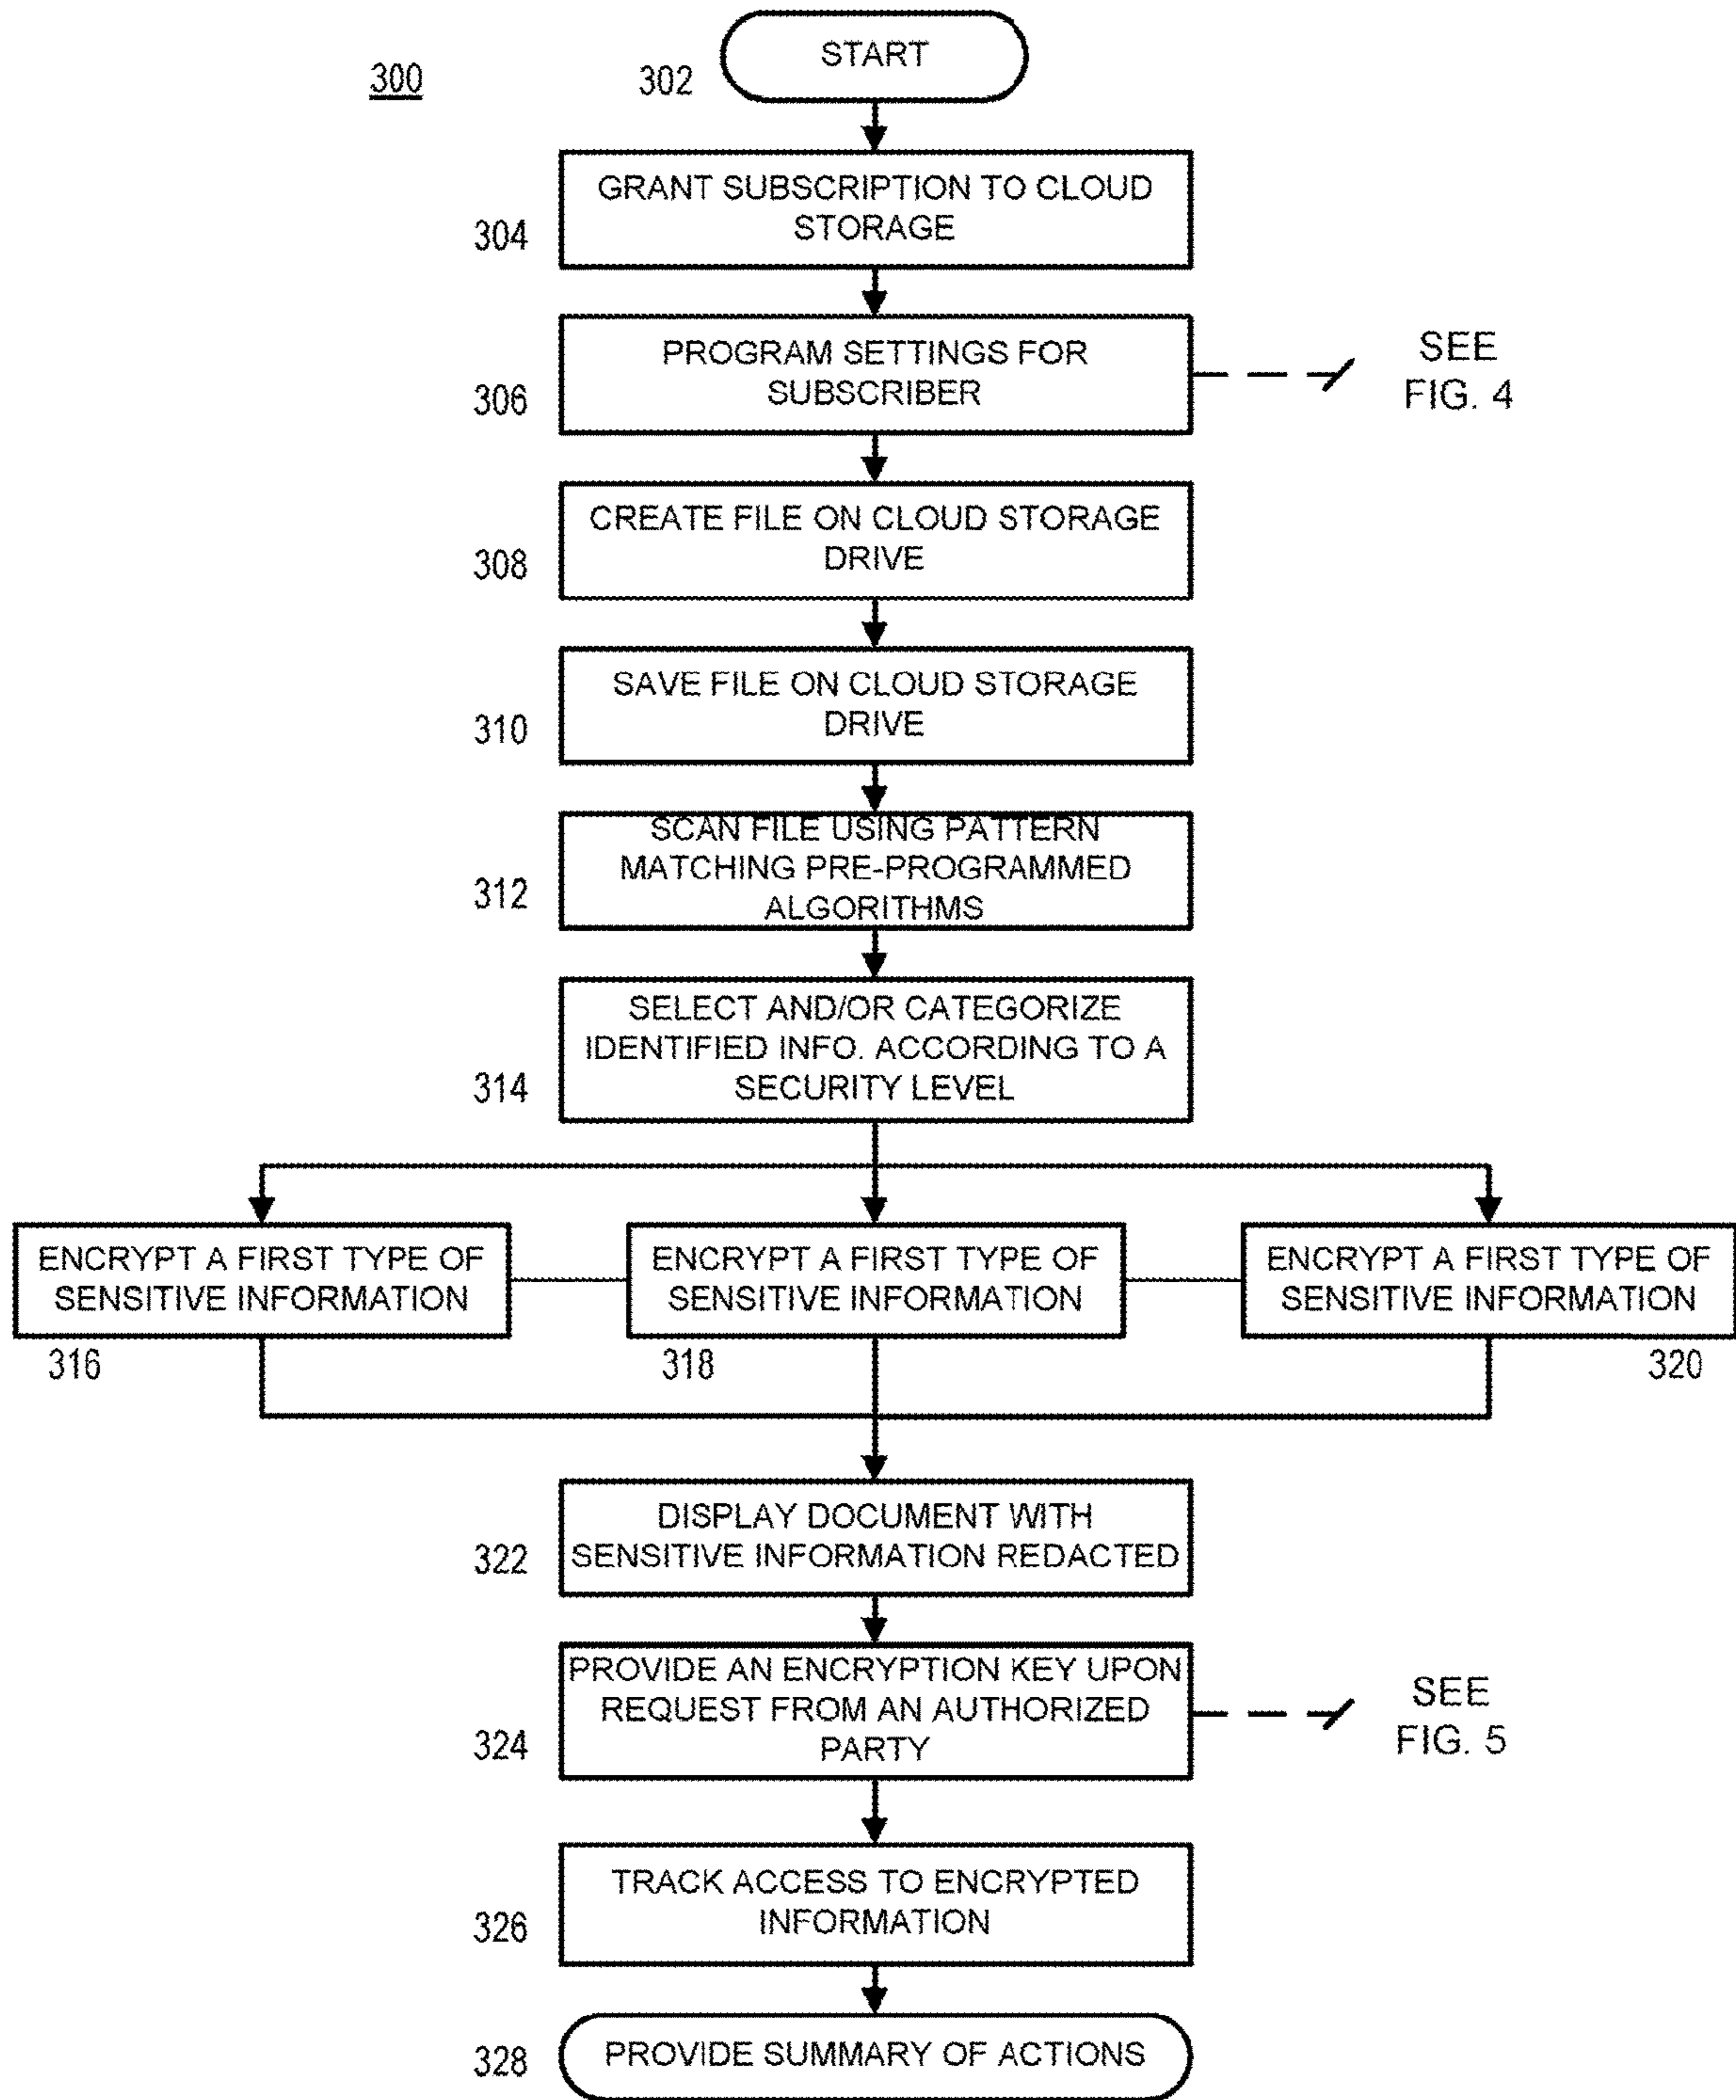 START
300
302
GRANT SUBSCRIPTION TO CLOUD
STORAGE
304
PROGRAM SETTINGS FOR
SUBSCRIBER
306
SEE
FIG. 4
CREATE FILE ON CLOUD STORAGE
DRIVE
308
SAVE FILE ON CLOUD STORAGE
DRIVE
310
SCAN FILE USING PATTERN
MATCHING PRE-PROGRAMMED
ALGORITHMS
312
SELECT AND/OR CATEGORIZE
IDENTIFIED INFO. ACCORDING TO A
SECURITY LEVEL
314
ENCRYPT A FIRST TYPE OF
SENSITIVE INFORMATION
316
ENCRYPT A FIRST TYPE OF
SENSITIVE INFORMATION
318
ENCRYPT A FIRST TYPE OF
SENSITIVE INFORMATION
320
DISPLAY DOCUMENT WITH
SENSITIVE INFORMATION REDACTED
322
PROVIDE AN ENCRYPTION KEY UPON
REQUEST FROM AN AUTHORIZED
PARTY
324
SEE
FIG. 5
TRACK ACCESS TO ENCRYPTED
INFORMATION
326
PROVIDE SUMMARY OF ACTIONS
328